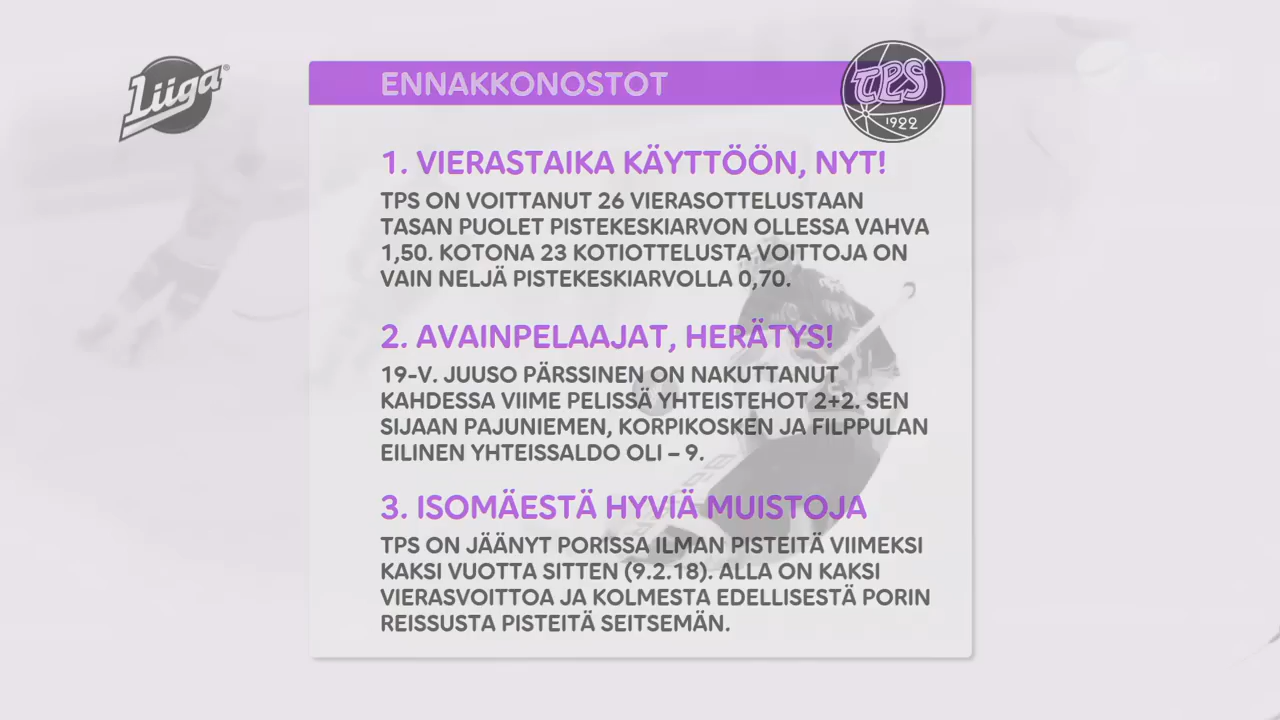 Liiga®
ENNAKKONOSTOT
TPS
1922
1. VIERASTAIKA KÄYTTÖÖN, NYT!
TPS ON VOITTANUT 26 VIERASOTTELUSTAAN
TASAN PUOLET PISTEKESKIARVON OLLESSA VAHVA
1,50. KOTONA 23 KOTIOTTELUSTA VOITTOJA ON
VAIN NELJÄ PISTEKESKIARVOLLA 0,70.
2. AVAINPELAAJAT, HERÄTYS!
19-V. JUUSO PÄRSSINEN ON NAKUTTANUT
KAHDESSA VIIME PELISSÄ YHTEISTEHOT 2+2. SEN
SIJAAN PAJUNIEMEN, KORPIKOSKEN JA FILPPULAN
EILINEN YHTEISSALDO OLI – 9.
3. ISOMÄESTÄ HYVIÄ MUISTOJA
TPS ON JÄÄNYT PORISSA ILMAN PISTEITÄ VIIMEKSI
KAKSI VUOTTA SITTEN (9.2.18). ALLA ON KAKSI
VIERASVOITTOA JA KOLMESTA EDELLISESTÄ PORIN
REISSUSTA PISTEITÄ SEITSEMÄN.